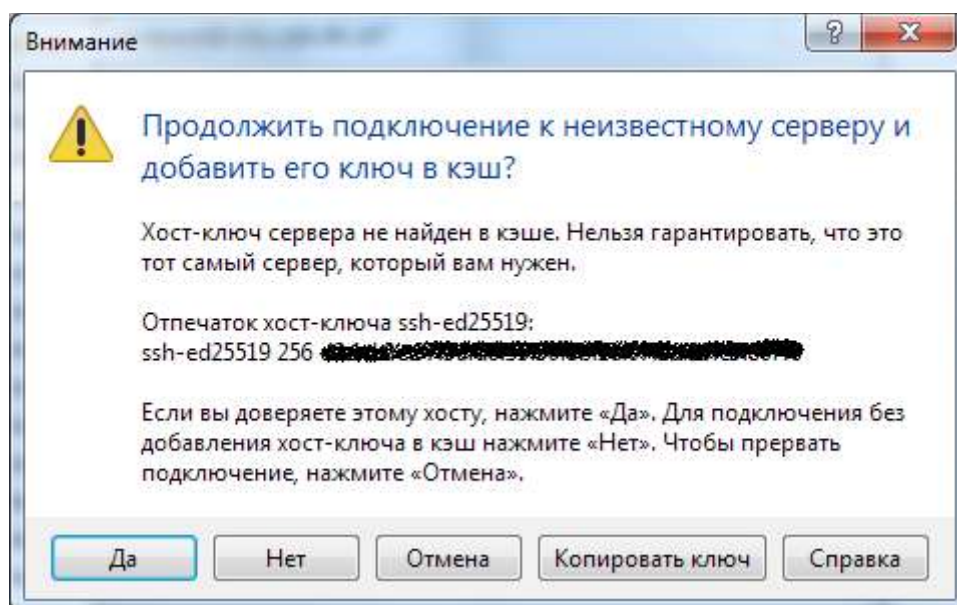 Внимание
Продолжить подключение к неизвестному серверу и
добавить его ключ в кэш?
Хост-ключ сервера не найден в кэше. Нельзя гарантировать, что это
тот самый сервер, который вам нужен.
Отпечаток хост-ключа ssh-ed25519:
ssh-ed25519 256
Если вы доверяете этому хосту, нажмите «Да». Для подключения без
добавления хост-ключа в кэш нажмите «Нет». Чтобы прервать
подключение, нажмите «Отмена».
Да Нет Отмена Копировать ключ Справка